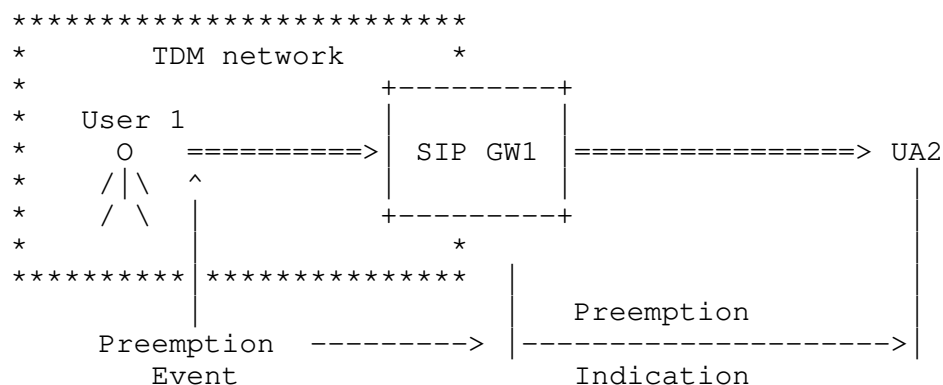 TDM network
User 1
SIP GW1 UA2
Preemption
Preemption
Event Indication